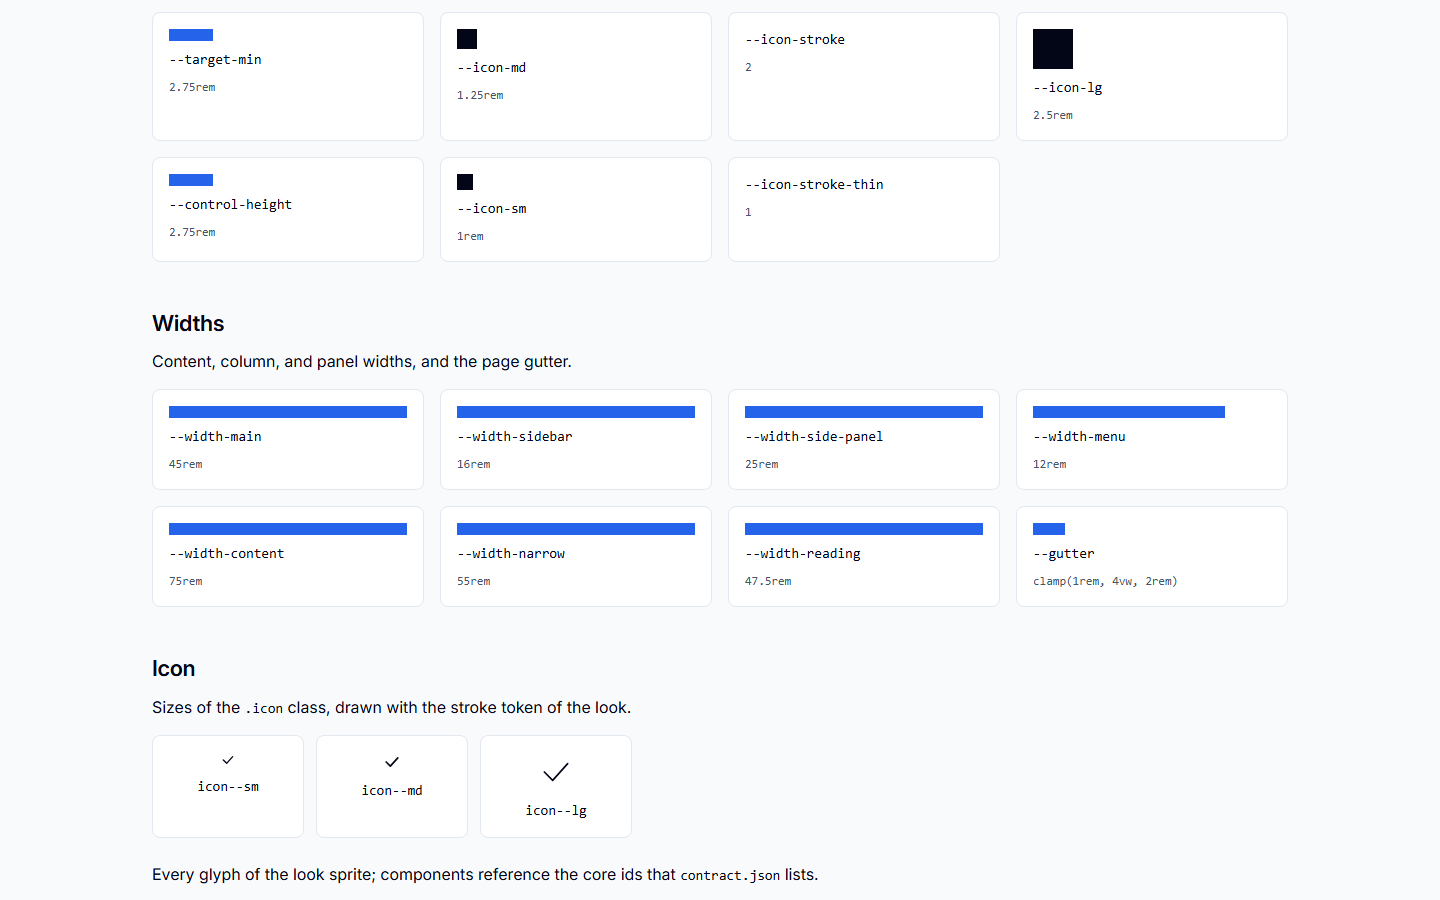 --target-min
2.75rem
--icon-md
1.25rem
--icon-stroke
2
--icon-lg
2.5rem
--control-height
2.75rem
--icon-sm
1rem
--icon-stroke-thin
1
Widths
Content, column, and panel widths, and the page gutter.
--width-main
45rem
--width-sidebar
16rem
--width-side-panel
25rem
--width-menu
12rem
--width-content
75rem
--width-narrow
55rem
--width-reading
47.5rem
--gutter
clamp(1rem, 4vw, 2rem)
Icon
Sizes of the .icon class, drawn with the stroke token of the look.
icon--sm
icon--md
icon--lg
Every glyph of the look sprite; components reference the core ids that contract.json lists.